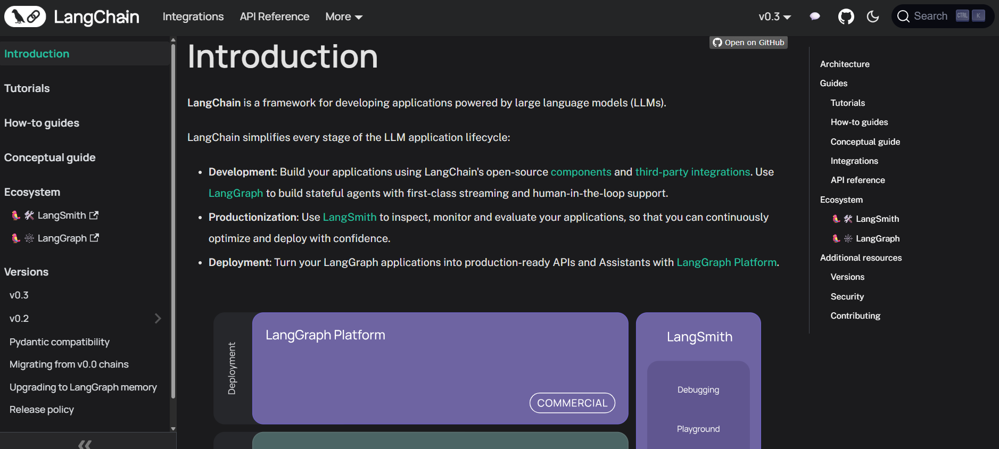 LangChain
Integrations
API Reference
More
v0.3
Search
CTRL
K
Introduction
Tutorials
How-to guides
Conceptual guide
Ecosystem
LangSmith
LangGraph
Versions
v0.3
v0.2
Pydantic compatibility
Migrating from v0.0 chains
Upgrading to LangGraph memory
Release policy
Open on GitHub
Introduction
LangChain is a framework for developing applications powered by large language models (LLMs).
LangChain simplifies every stage of the LLM application lifecycle:
Development: Build your applications using LangChain's open-source components and third-party integrations. Use
LangGraph to build stateful agents with first-class streaming and human-in-the-loop support.
Productionization: Use LangSmith to inspect, monitor and evaluate your applications, so that you can continuously
optimize and deploy with confidence.
Deployment: Turn your LangGraph applications into production-ready APIs and Assistants with LangGraph Platform.
Deployment
LangGraph Platform
COMMERCIAL
LangSmith
Debugging
Playground
Architecture
Guides
Tutorials
How-to guides
Conceptual guide
Integrations
API reference
Ecosystem
LangSmith
LangGraph
Additional resources
Versions
Security
Contributing